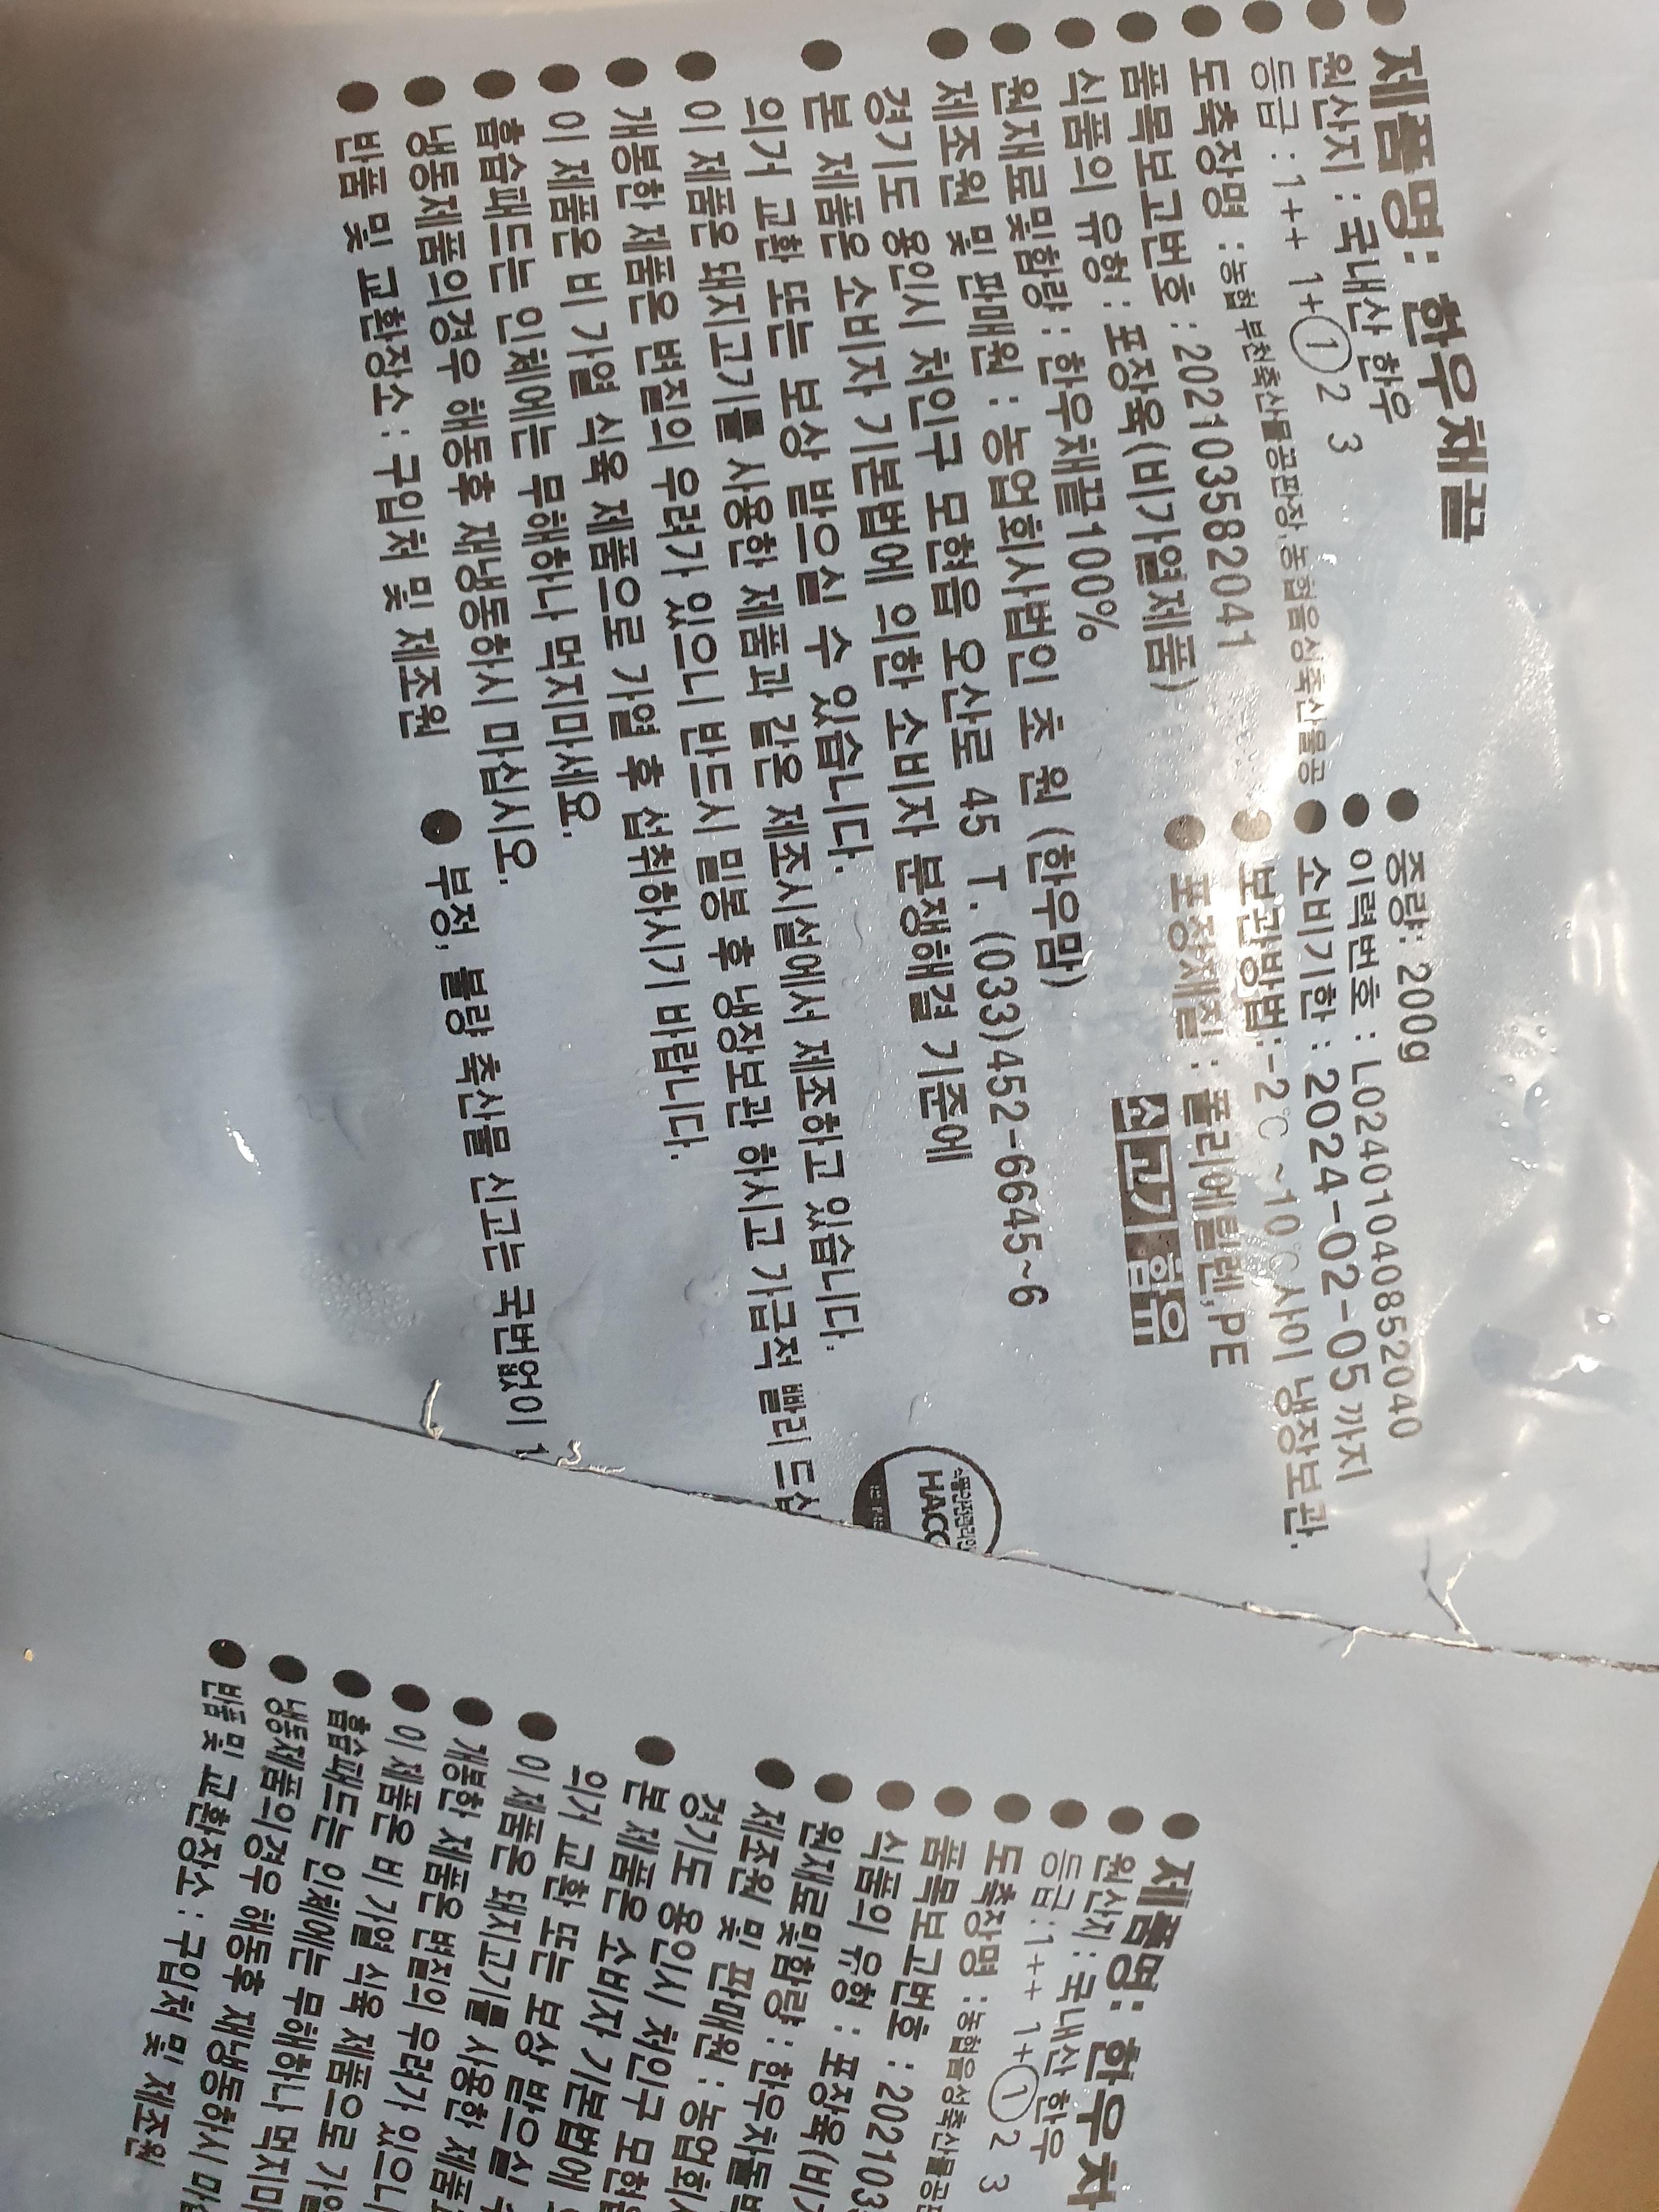 ● 제품명: 한우채끝
● 원산지 : 국내산 한우
● 등급 : 1++ 1+ ① 2 3
● 도축장명 : 농협 부천축산물공판장,농협음성축산물공
● 품목보고번호 : 2021035582041
● 식품의 유형 : 포장육(비가열제품)
● 원재료및함량 : 한우채끝100%
● 제조원 및 판매원 : 농업회사법인 초 원 (한우맘)
경기도 용인시 처인구 모현읍 오산로 45 T. (033)452-6645~6
● 본 제품은 소비자 기본법에 의한 소비자 분쟁해결 기준에
의거 교환 또는 보상 받으실 수 있습니다.
● 이 제품은 돼지고기를 사용한 제품과 같은 제조시설에서 제조하고 있습니다.
● 개봉한 제품은 변질의 우려가 있으니 반드시 밀봉 후 냉장보관 하시고 가급적 빨리 드십
● 이 제품은 비 가열 식육 제품으로 가열 후 섭취하시기 바랍니다.
● 흡습패드는 인체에는 무해하나 먹지마세요.
● 냉동제품의경우 해동후 재냉동하시 마십시오.
● 반품 및 교환장소 : 구입처 및 제조원
● 중량: 200g
● 이력번호 : L02401040852040
● 소비기한 : 2024-02-05 까지
● 보관방법:-2℃ ~10℃사이 냉장보관.
● 포장재질 : 폴리에틸렌,PE
소고기 함유
HACC
● 부정, 불량 축산물 신고는 국번없이 1
● 제품명: 한우차
● 원산지 : 국내산 한우
● 등급 :1++ 1+ ① 2 3
● 도축장명 : 농협음성축산물공판
● 품목보고번호 : 202103
● 식품의 유형 : 포장육(비가
● 원재료및함량 : 한우차돌박
● 제조원 및 판매원 : 농업회사
경기도 용인시 처인구 모현읍
● 본 제품은 소비자 기본법에
의거 교환 또는 보상 받으실
● 이 제품은 돼지고기를 사용한 제품과
● 개봉한 제품은 변질의 우려가 있으니
● 이 제품은 비 가열 식육 제품으로 가열
● 흡습패드는 인체에는 무해하나 먹지마
● 냉동제품의경우 해동후 재냉동하시 마십
● 반품 및 교환장소 : 구입처 및 제조원